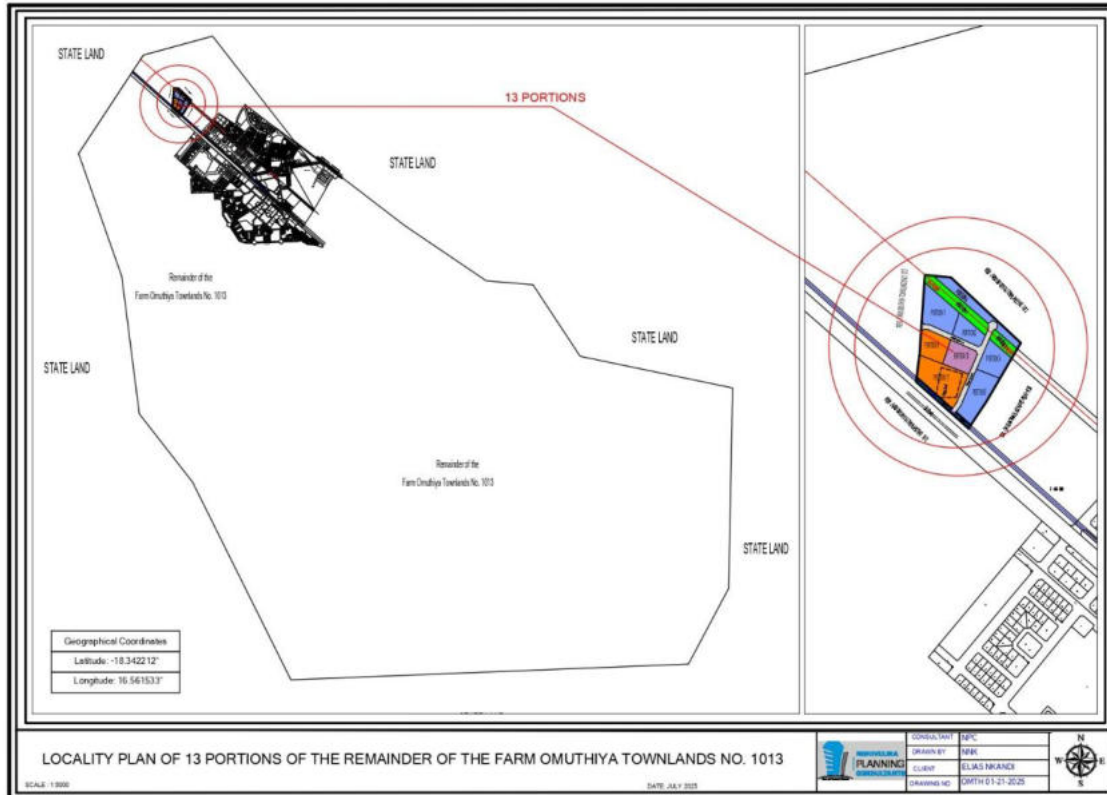 STATE LAND
13 PORTIONS
STATE LAND
Remainder of the
Farm Omuthiya Townlands No. 1013
STATE LAND
STATE LAND
Remainder of the
Farm Omuthiya Townlands No. 1013
STATE LAND
Geographical Coordinates
Latitude: -18.342212°
Longitude: 16.561533°
LOCALITY PLAN OF 13 PORTIONS OF THE REMAINDER OF THE FARM OMUTHIYA TOWNLANDS NO. 1013
DATE: JULY 2025
PLANNING
CONSULTANTS
CONSULTANT NPC
DRAWN BY NNK
CLIENT ELIAS NKANDI
DRAWING NO OMTH 01-21-2025
N
W E
S